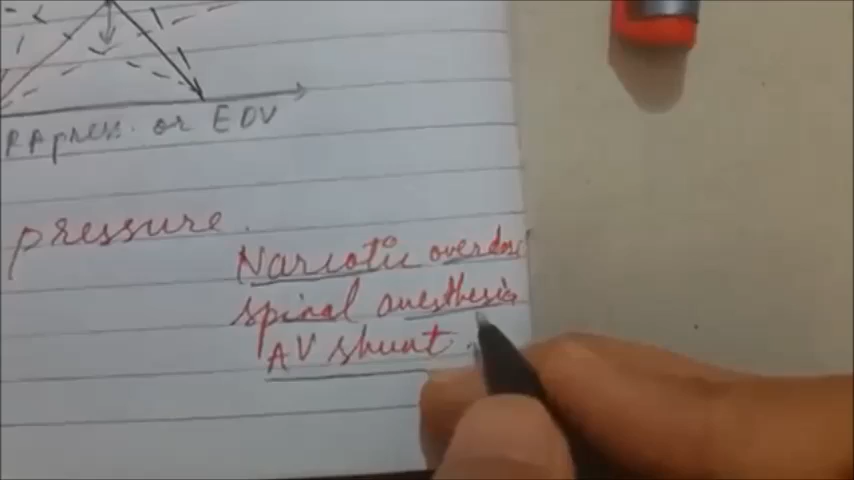 RA press. or EDV
pressure.
Narcotic overdose
spinal anesthesia
AV shunt.